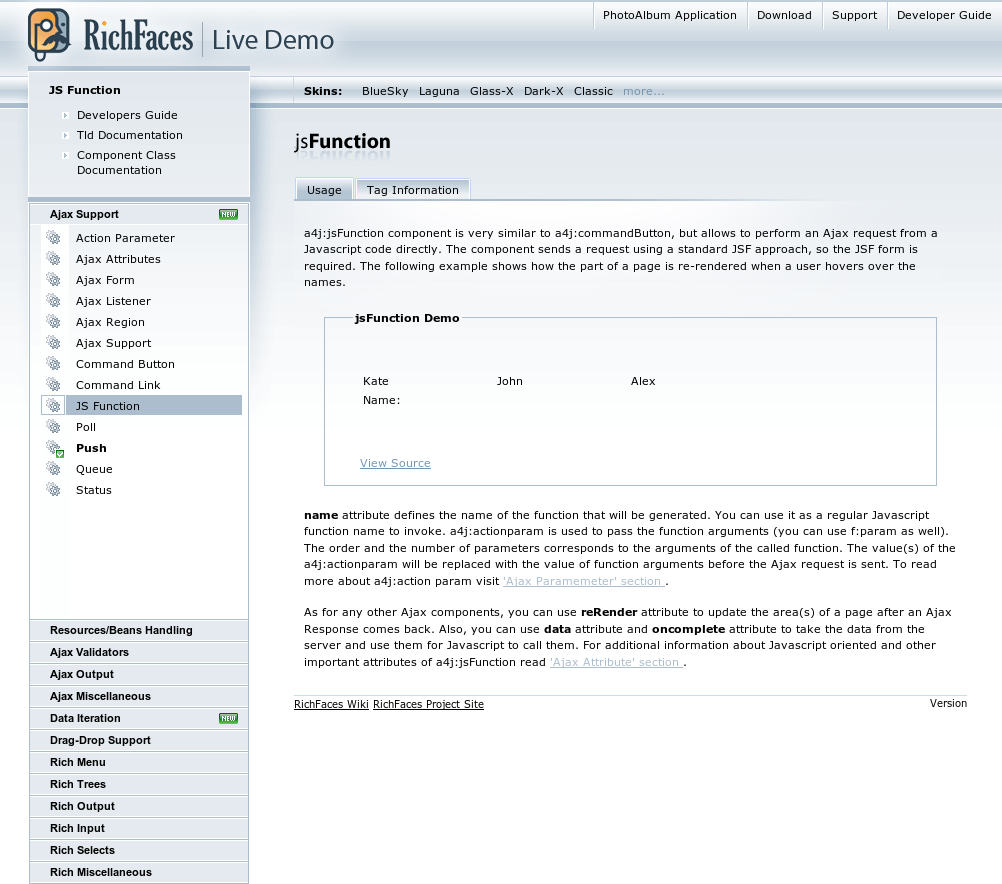 PhotoAlbum Application Download Support Developer Guide
RichFaces Live Demo
JS Function
Developers Guide
Tld Documentation
Component Class
Documentation
Skins: BlueSky Laguna Glass-X Dark-X Classic more...
Ajax Support NEW
Action Parameter
Ajax Attributes
Ajax Form
Ajax Listener
Ajax Region
Ajax Support
Command Button
Command Link
JS Function
Poll
Push
Queue
Status
Resources/Beans Handling
Ajax Validators
Ajax Output
Ajax Miscellaneous
Data Iteration NEW
Drag-Drop Support
Rich Menu
Rich Trees
Rich Output
Rich Input
Rich Selects
Rich Miscellaneous
jsFunction
Usage Tag Information
a4j:jsFunction component is very similar to a4j:commandButton, but allows to perform an Ajax request from a
Javascript code directly. The component sends a request using a standard JSF approach, so the JSF form is
required. The following example shows how the part of a page is re-rendered when a user hovers over the
names.
jsFunction Demo
Kate John Alex
Name:
View Source
name attribute defines the name of the function that will be generated. You can use it as a regular Javascript
function name to invoke. a4j:actionparam is used to pass the function arguments (you can use f:param as well).
The order and the number of parameters corresponds to the arguments of the called function. The value(s) of the
a4j:actionparam will be replaced with the value of function arguments before the Ajax request is sent. To read
more about a4j:action param visit 'Ajax Paramemeter' section .
As for any other Ajax components, you can use reRender attribute to update the area(s) of a page after an Ajax
Response comes back. Also, you can use data attribute and oncomplete attribute to take the data from the
server and use them for Javascript to call them. For additional information about Javascript oriented and other
important attributes of a4j:jsFunction read 'Ajax Attribute' section .
RichFaces Wiki RichFaces Project Site Version